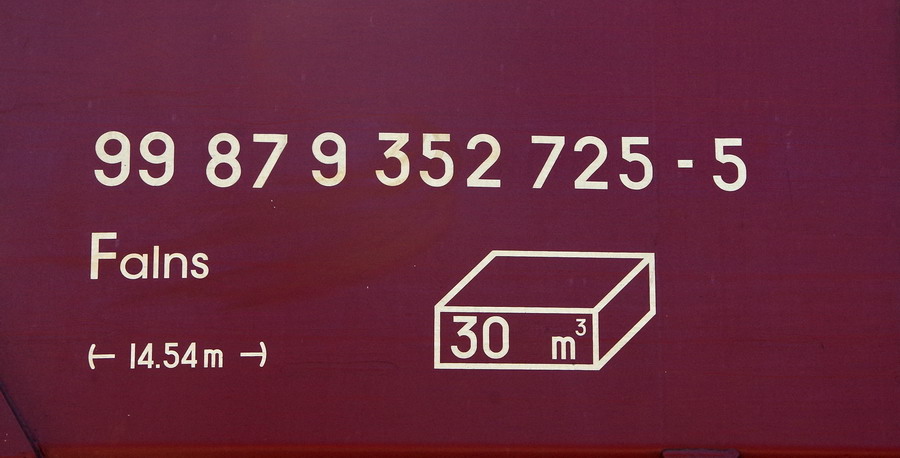 99 87 9 352 725 - 5
Falns
(— 14.54 m —)
30 m³